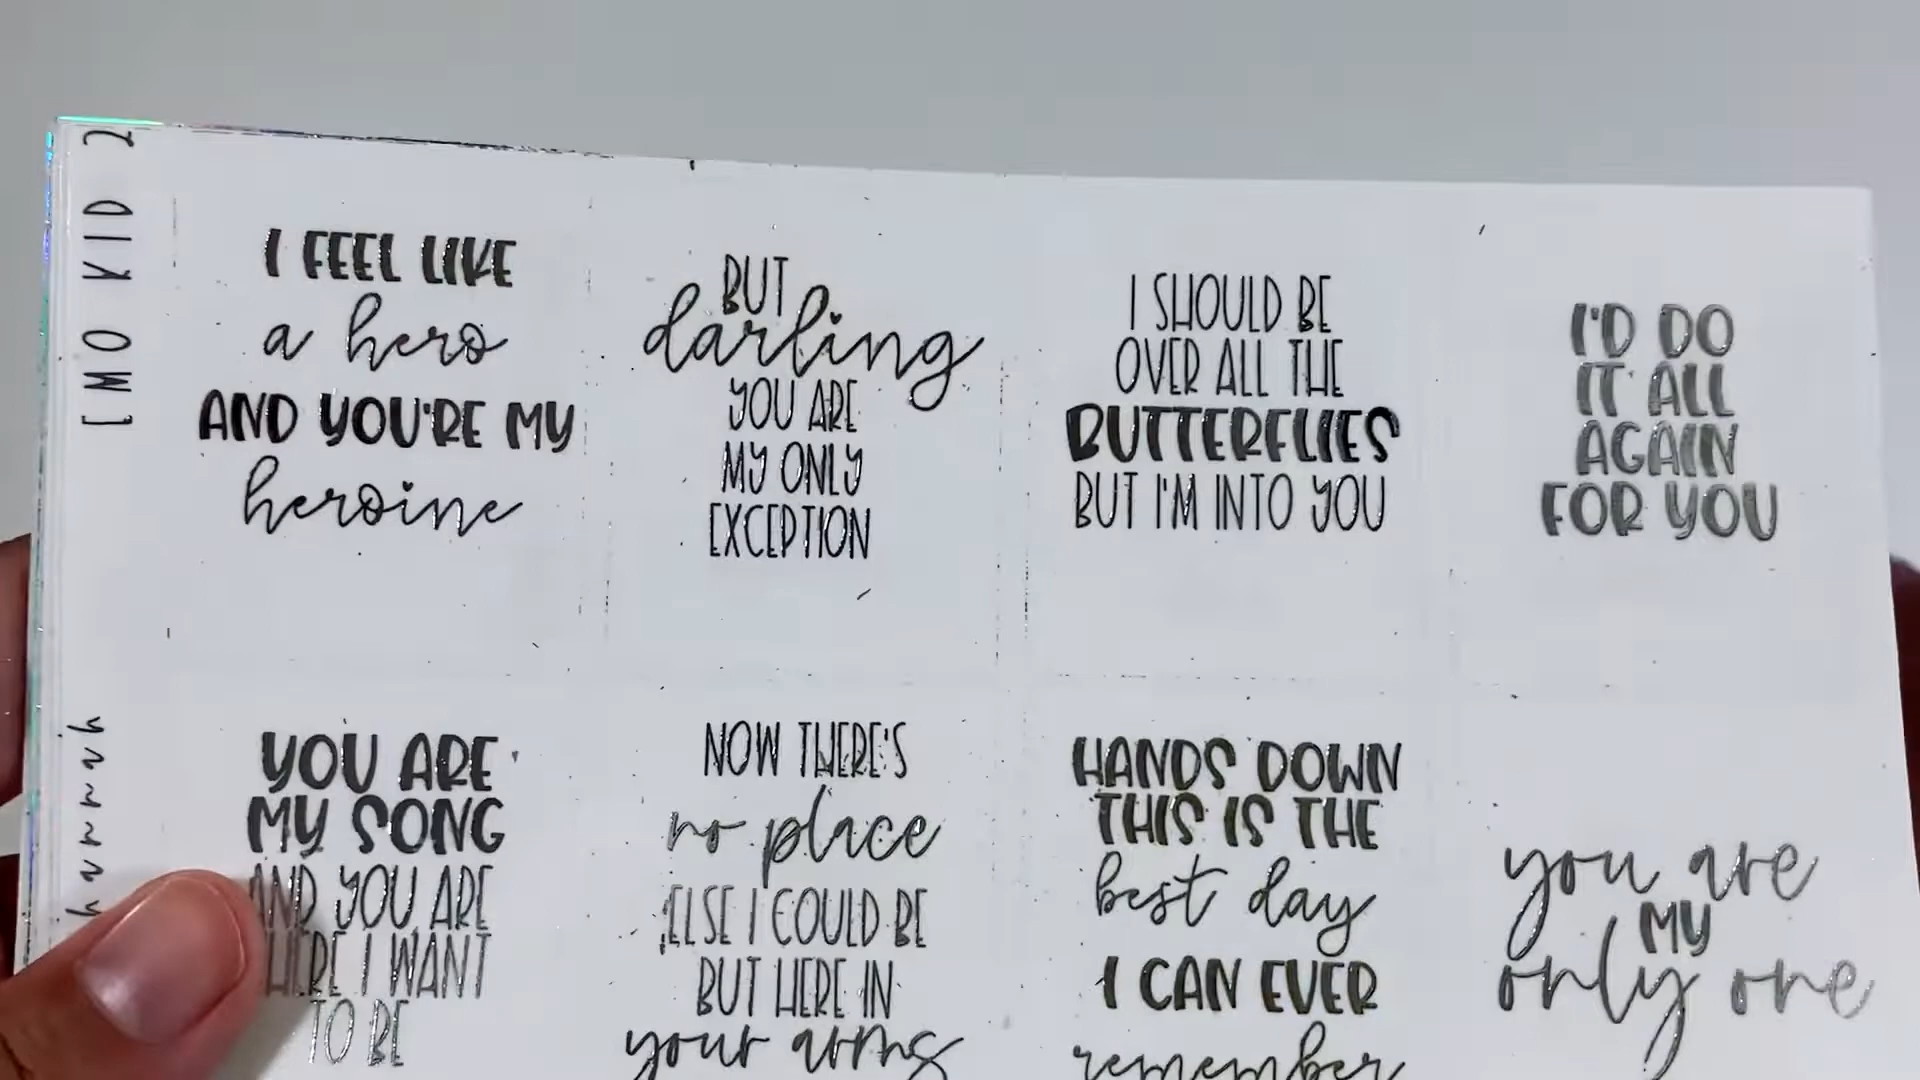 EMO KID 2
I FEEL LIKE
a hero
AND YOU'RE MY
heroine
BUT
darling
YOU ARE
MY ONLY
EXCEPTION
I SHOULD BE
OVER ALL THE
BUTTERFLIES
BUT I'M INTO YOU
I'D DO
IT ALL
AGAIN
FOR YOU
hannah
YOU ARE
MY SONG
AND YOU ARE
I WANT
TO BE
NOW THERE'S
no place
ELSE I COULD BE
BUT HERE IN
your arms
HANDS DOWN
THIS IS THE
best day
I CAN EVER
remember
you are
MY
only one